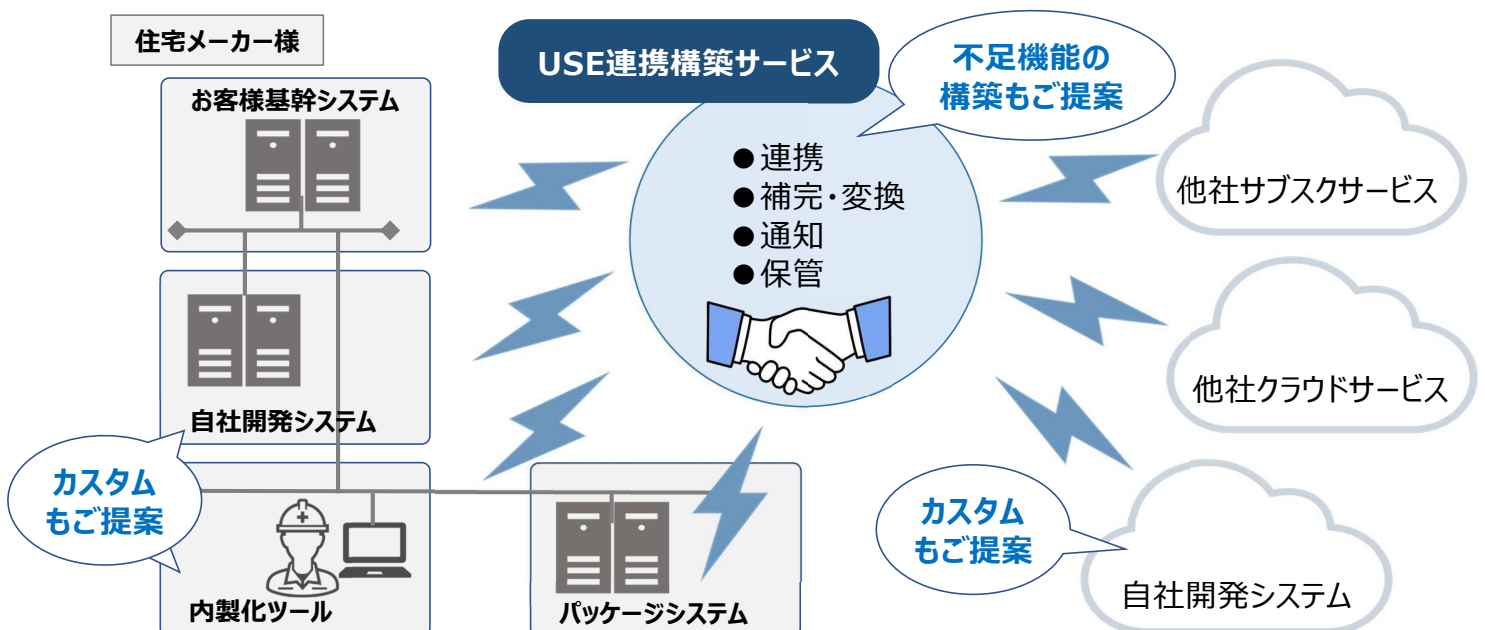 住宅メーカー様
お客様基幹システム
自社開発システム
カスタム
もご提案
内製化ツール
パッケージシステム
USE連携構築サービス
不足機能の
構築もご提案
●連携
●補完・変換
●通知
●保管
他社サブスクサービス
他社クラウドサービス
カスタム
もご提案
自社開発システム